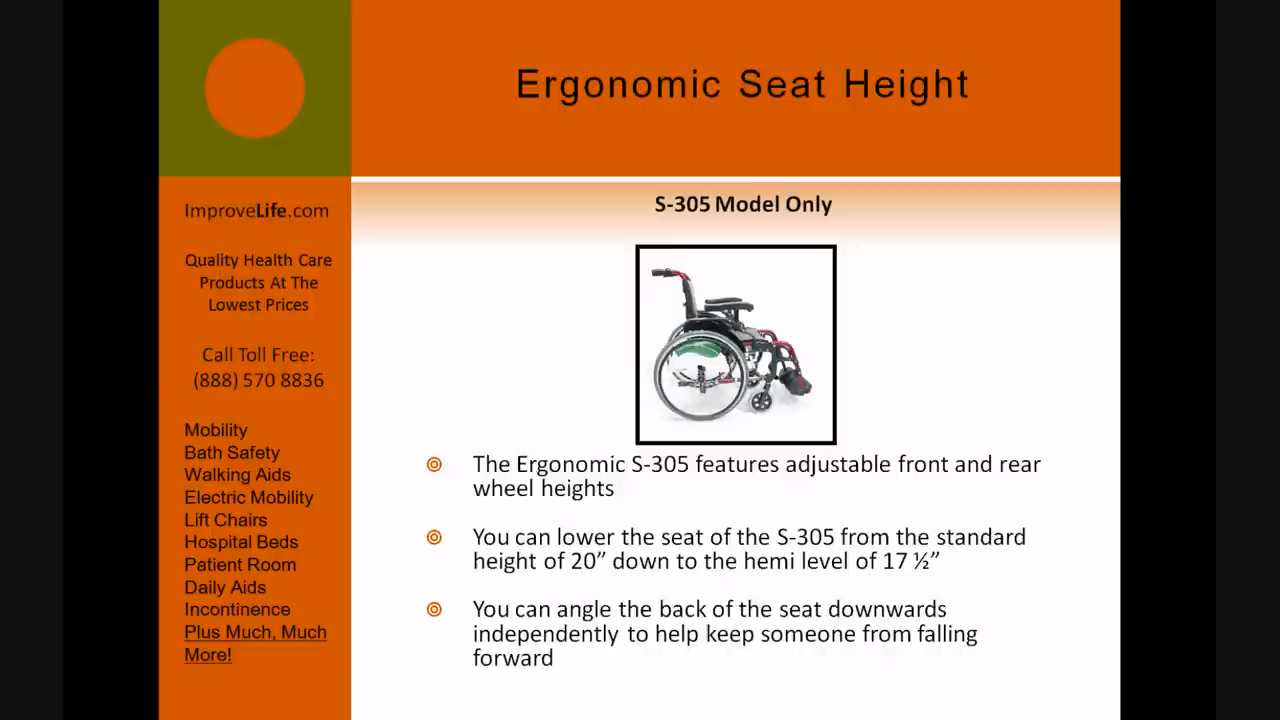 Ergonomic Seat Height
ImproveLife.com
Quality Health Care
Products At The
Lowest Prices
Call Toll Free:
(888) 570 8836
Mobility
Bath Safety
Walking Aids
Electric Mobility
Lift Chairs
Hospital Beds
Patient Room
Daily Aids
Incontinence
Plus Much, Much
More!
S-305 Model Only
The Ergonomic S-305 features adjustable front and rear
wheel heights
You can lower the seat of the S-305 from the standard
height of 20” down to the hemi level of 17 ½”
You can angle the back of the seat downwards
independently to help keep someone from falling
forward